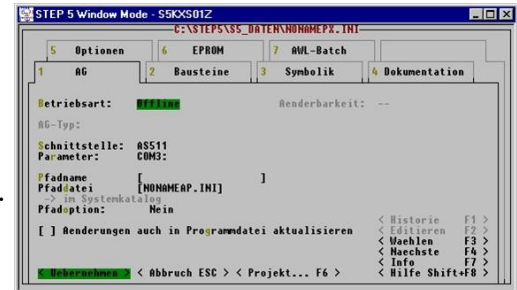 STEP 5 Window Mode - S5KXS01Z
C:\STEP5\S5_DATEN\NONAMEPX.INI
5 Optionen 6 EPROM 7 AWL-Batch
1 AG 2 Bausteine 3 Symbolik 4 Dokumentation
Betriebsart: Offline Aenderbarkeit: --
AG-Typ:
Schnittstelle: AS511
Parameter: COM3:
Pfadname [ ]
Pfaddatei [NONAMEAP.INI]
-> im Systemkatalog
Pfadoption: Nein
[ ] Aenderungen auch in Programmdatei aktualisieren
< Historie F1 >
< Editieren F2 >
< Waehlen F3 >
< Naechste F4 >
< Info F7 >
< Uebernehmen > < Abbruch ESC > < Projekt... F6 > < Hilfe Shift+F8 >